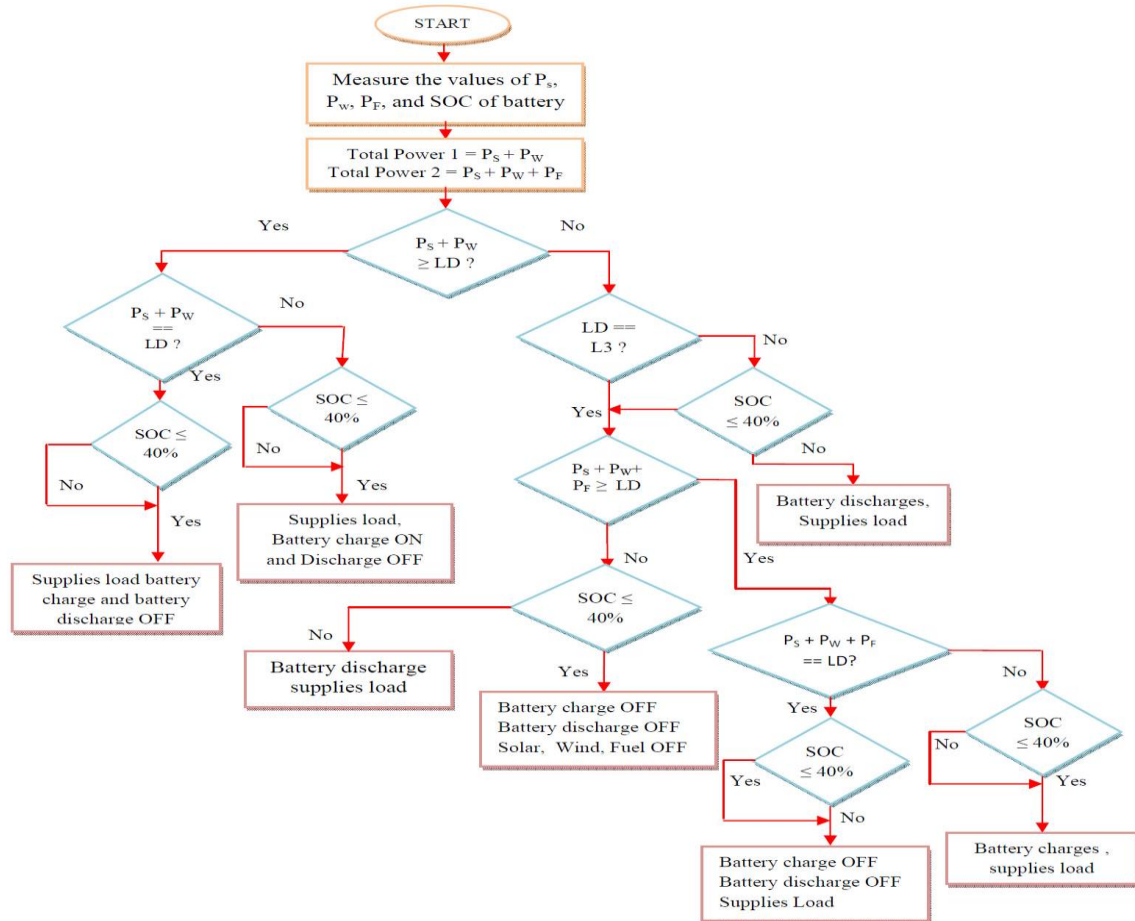 START
Measure the values of Ps,
Pw, PF, and SOC of battery
Total Power 1 = PS + PW
Total Power 2 = PS + PW + PF
Yes
No
PS + PW
≥ LD ?
PS + PW
==
LD ?
No
LD ==
L3 ?
No
Yes
SOC ≤
40%
SOC ≤
40%
Yes
SOC
≤ 40%
No
No
Yes
No
Yes
PS + PW+
PF ≥ LD
No
Supplies load,
Battery charge ON
and Discharge OFF
Battery discharges,
Supplies load
Supplies load battery
charge and battery
discharge OFF
No
Yes
SOC ≤
40%
No
Yes
Battery discharge
supplies load
PS + PW + PF
== LD?
No
Yes
Battery charge OFF
Battery discharge OFF
Solar, Wind, Fuel OFF
SOC
≤ 40%
Yes
No
SOC
≤ 40%
No
Yes
Battery charge OFF
Battery discharge OFF
Supplies Load
Battery charges ,
supplies load